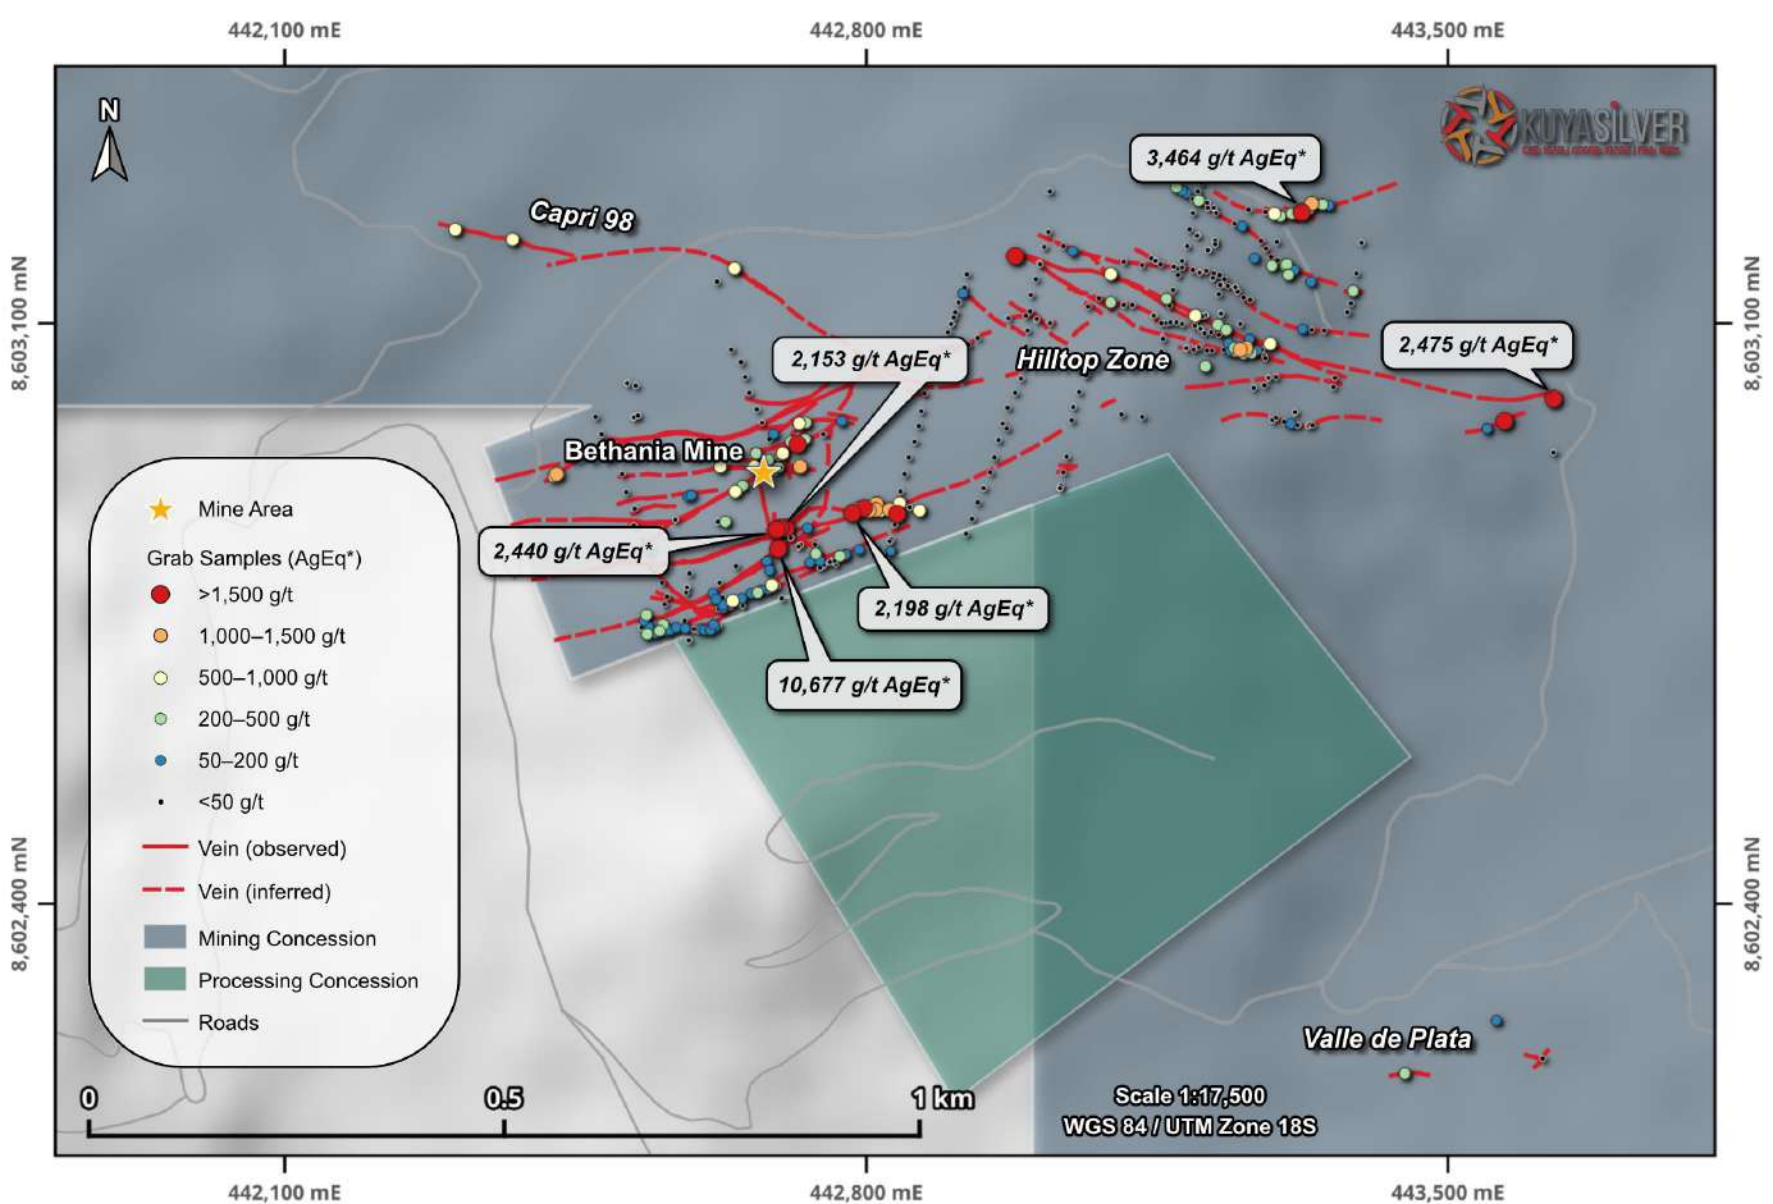 442,100 mE
442,800 mE
443,500 mE
N
KUYASILVER
3,464 g/t AgEq*
Capri 98
8,603,100 mN
8,603,100 mN
2,153 g/t AgEq*
Hilltop Zone
2,475 g/t AgEq*
Bethania Mine
2,440 g/t AgEq*
2,198 g/t AgEq*
10,677 g/t AgEq*
Mine Area
Grab Samples (AgEq*)
>1,500 g/t
1,000–1,500 g/t
500–1,000 g/t
200–500 g/t
50–200 g/t
<50 g/t
Vein (observed)
Vein (inferred)
Mining Concession
Processing Concession
Roads
8,602,400 mN
8,602,400 mN
Valle de Plata
0
0.5
1 km
Scale 1:17,500
WGS 84 / UTM Zone 18S
442,100 mE
442,800 mE
443,500 mE